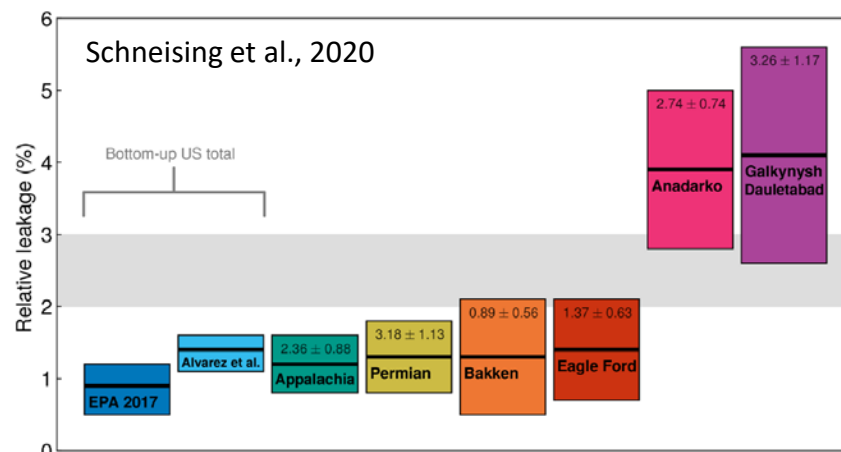 6
Schneising et al., 2020
5
4
3
2
1
0
Relative leakage (%)
Bottom-up US total
EPA 2017
Alvarez et al.
2.36 ± 0.88
Appalachia
3.18 ± 1.13
Permian
0.89 ± 0.56
Bakken
1.37 ± 0.63
Eagle Ford
2.74 ± 0.74
Anadarko
3.26 ± 1.17
Galkynysh
Dauletabad